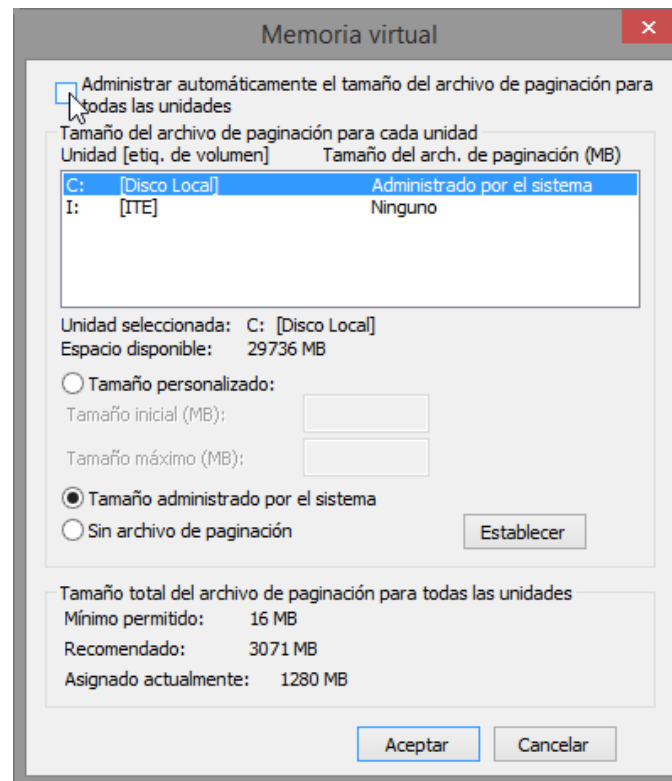 Memoria virtual
Administrar automáticamente el tamaño del archivo de paginación para
todas las unidades
Tamaño del archivo de paginación para cada unidad
Unidad [etiq. de volumen] Tamaño del arch. de paginación (MB)
C: [Disco Local] Administrado por el sistema
I: [ITE] Ninguno
Unidad seleccionada: C: [Disco Local]
Espacio disponible: 29736 MB
Tamaño personalizado:
Tamaño inicial (MB):
Tamaño máximo (MB):
Tamaño administrado por el sistema
Sin archivo de paginación Establecer
Tamaño total del archivo de paginación para todas las unidades
Mínimo permitido: 16 MB
Recomendado: 3071 MB
Asignado actualmente: 1280 MB
Aceptar Cancelar